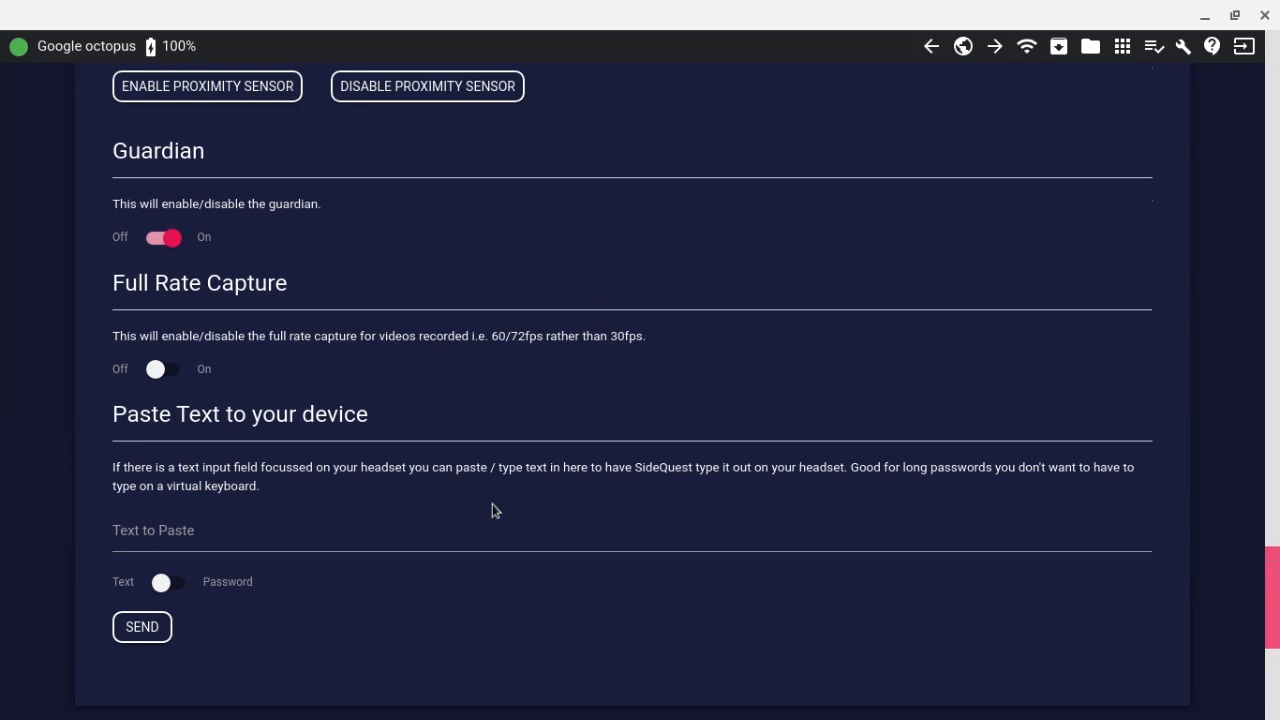 Google octopus 100%
ENABLE PROXIMITY SENSOR DISABLE PROXIMITY SENSOR
Guardian
This will enable/disable the guardian.
Off On
Full Rate Capture
This will enable/disable the full rate capture for videos recorded i.e. 60/72fps rather than 30fps.
Off On
Paste Text to your device
If there is a text input field focussed on your headset you can paste / type text in here to have SideQuest type it out on your headset. Good for long passwords you don't want to have to
type on a virtual keyboard.
Text to Paste
Text Password
SEND